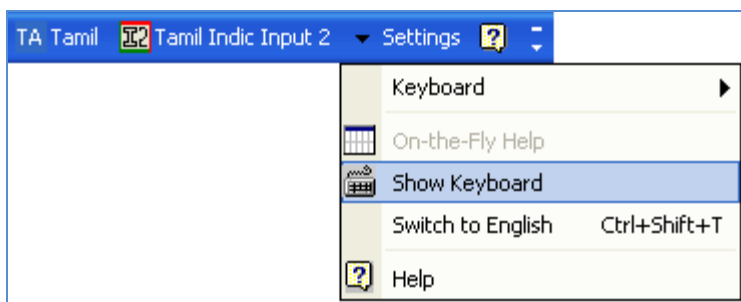 TA Tamil I2 Tamil Indic Input 2 Settings ?
Keyboard
On-the-Fly Help
Show Keyboard
Switch to English Ctrl+Shift+T
? Help